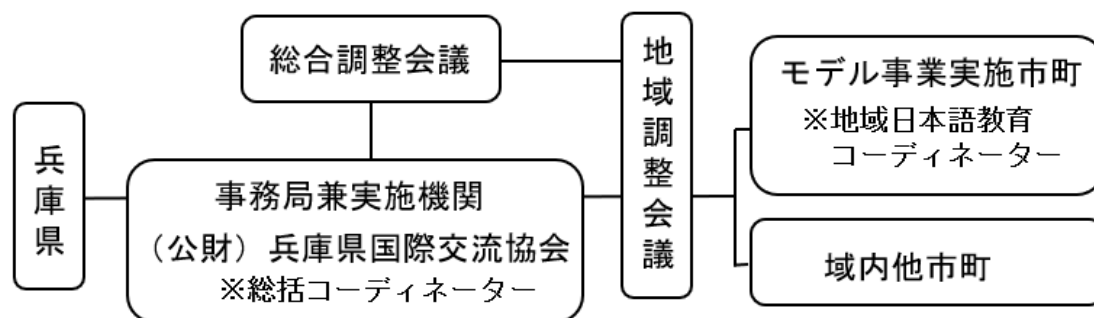 総合調整会議
兵庫県
事務局兼実施機関
（公財）兵庫県国際交流協会
※総括コーディネーター
地域調整会議
モデル事業実施市町
※地域日本語教育
コーディネーター
域内他市町